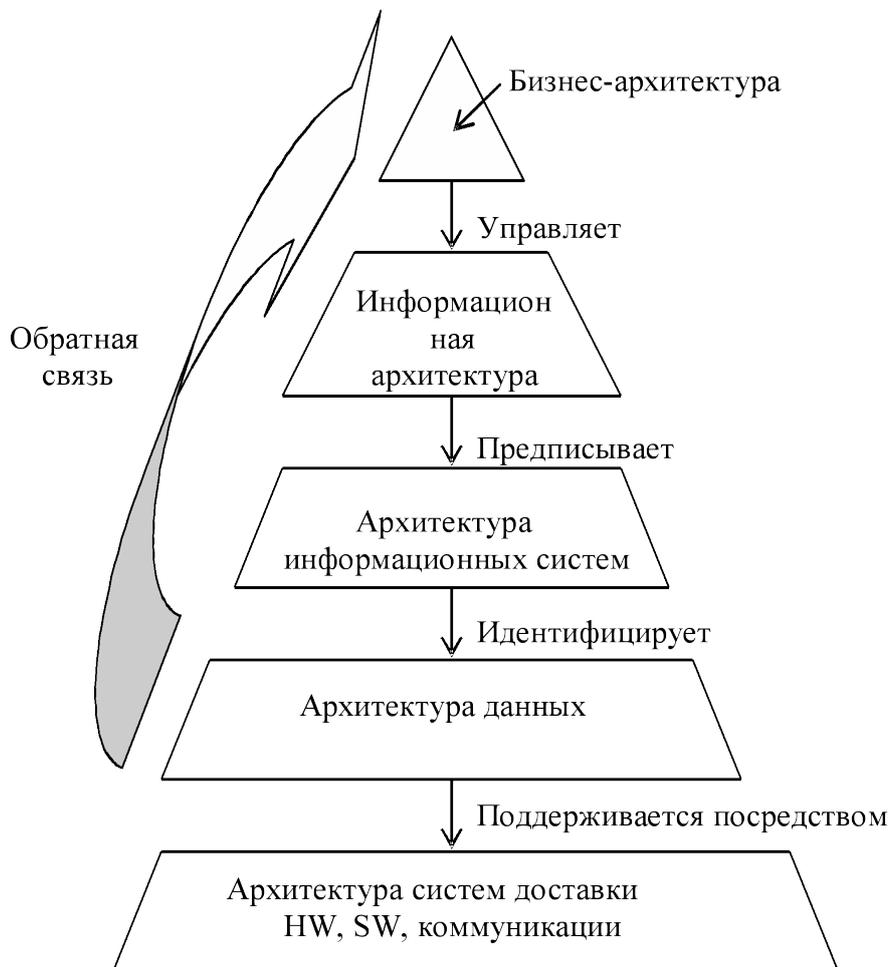 Бизнес-архитектура
Управляет
Информацион
ная
архитектура
Обратная
связь
Предписывает
Архитектура
информационных систем
Идентифицирует
Архитектура данных
Поддерживается посредством
Архитектура систем доставки
HW, SW, коммуникации